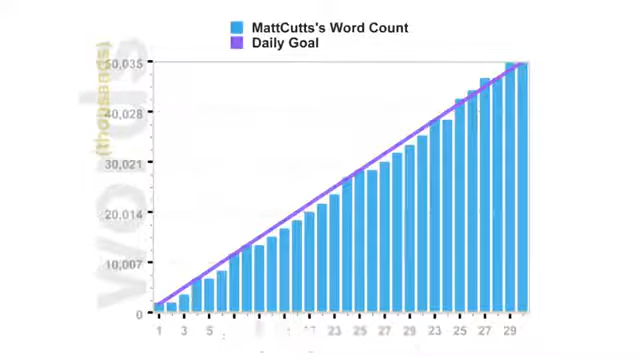 MattCutts's Word Count
Daily Goal
words
(thousands)
50,035
40,028
30,021
20,014
10,007
0
1 3 5 23 25 29 23 25 27 29